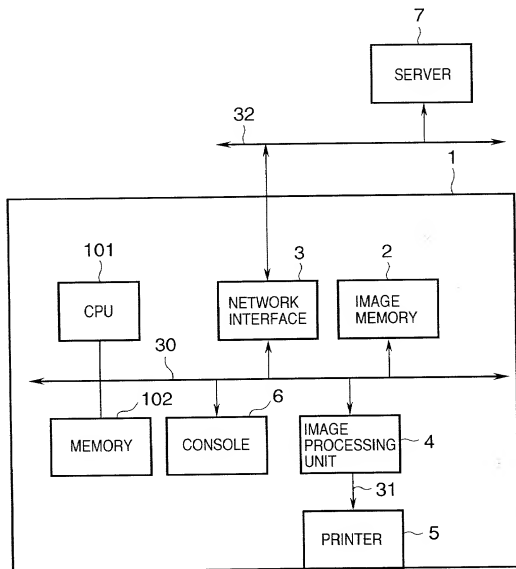 7
SERVER
32
1
101
3
2
CPU
NETWORK
INTERFACE
IMAGE
MEMORY
30
102
6
MEMORY
CONSOLE
IMAGE
PROCESSING
UNIT
4
31
PRINTER
5